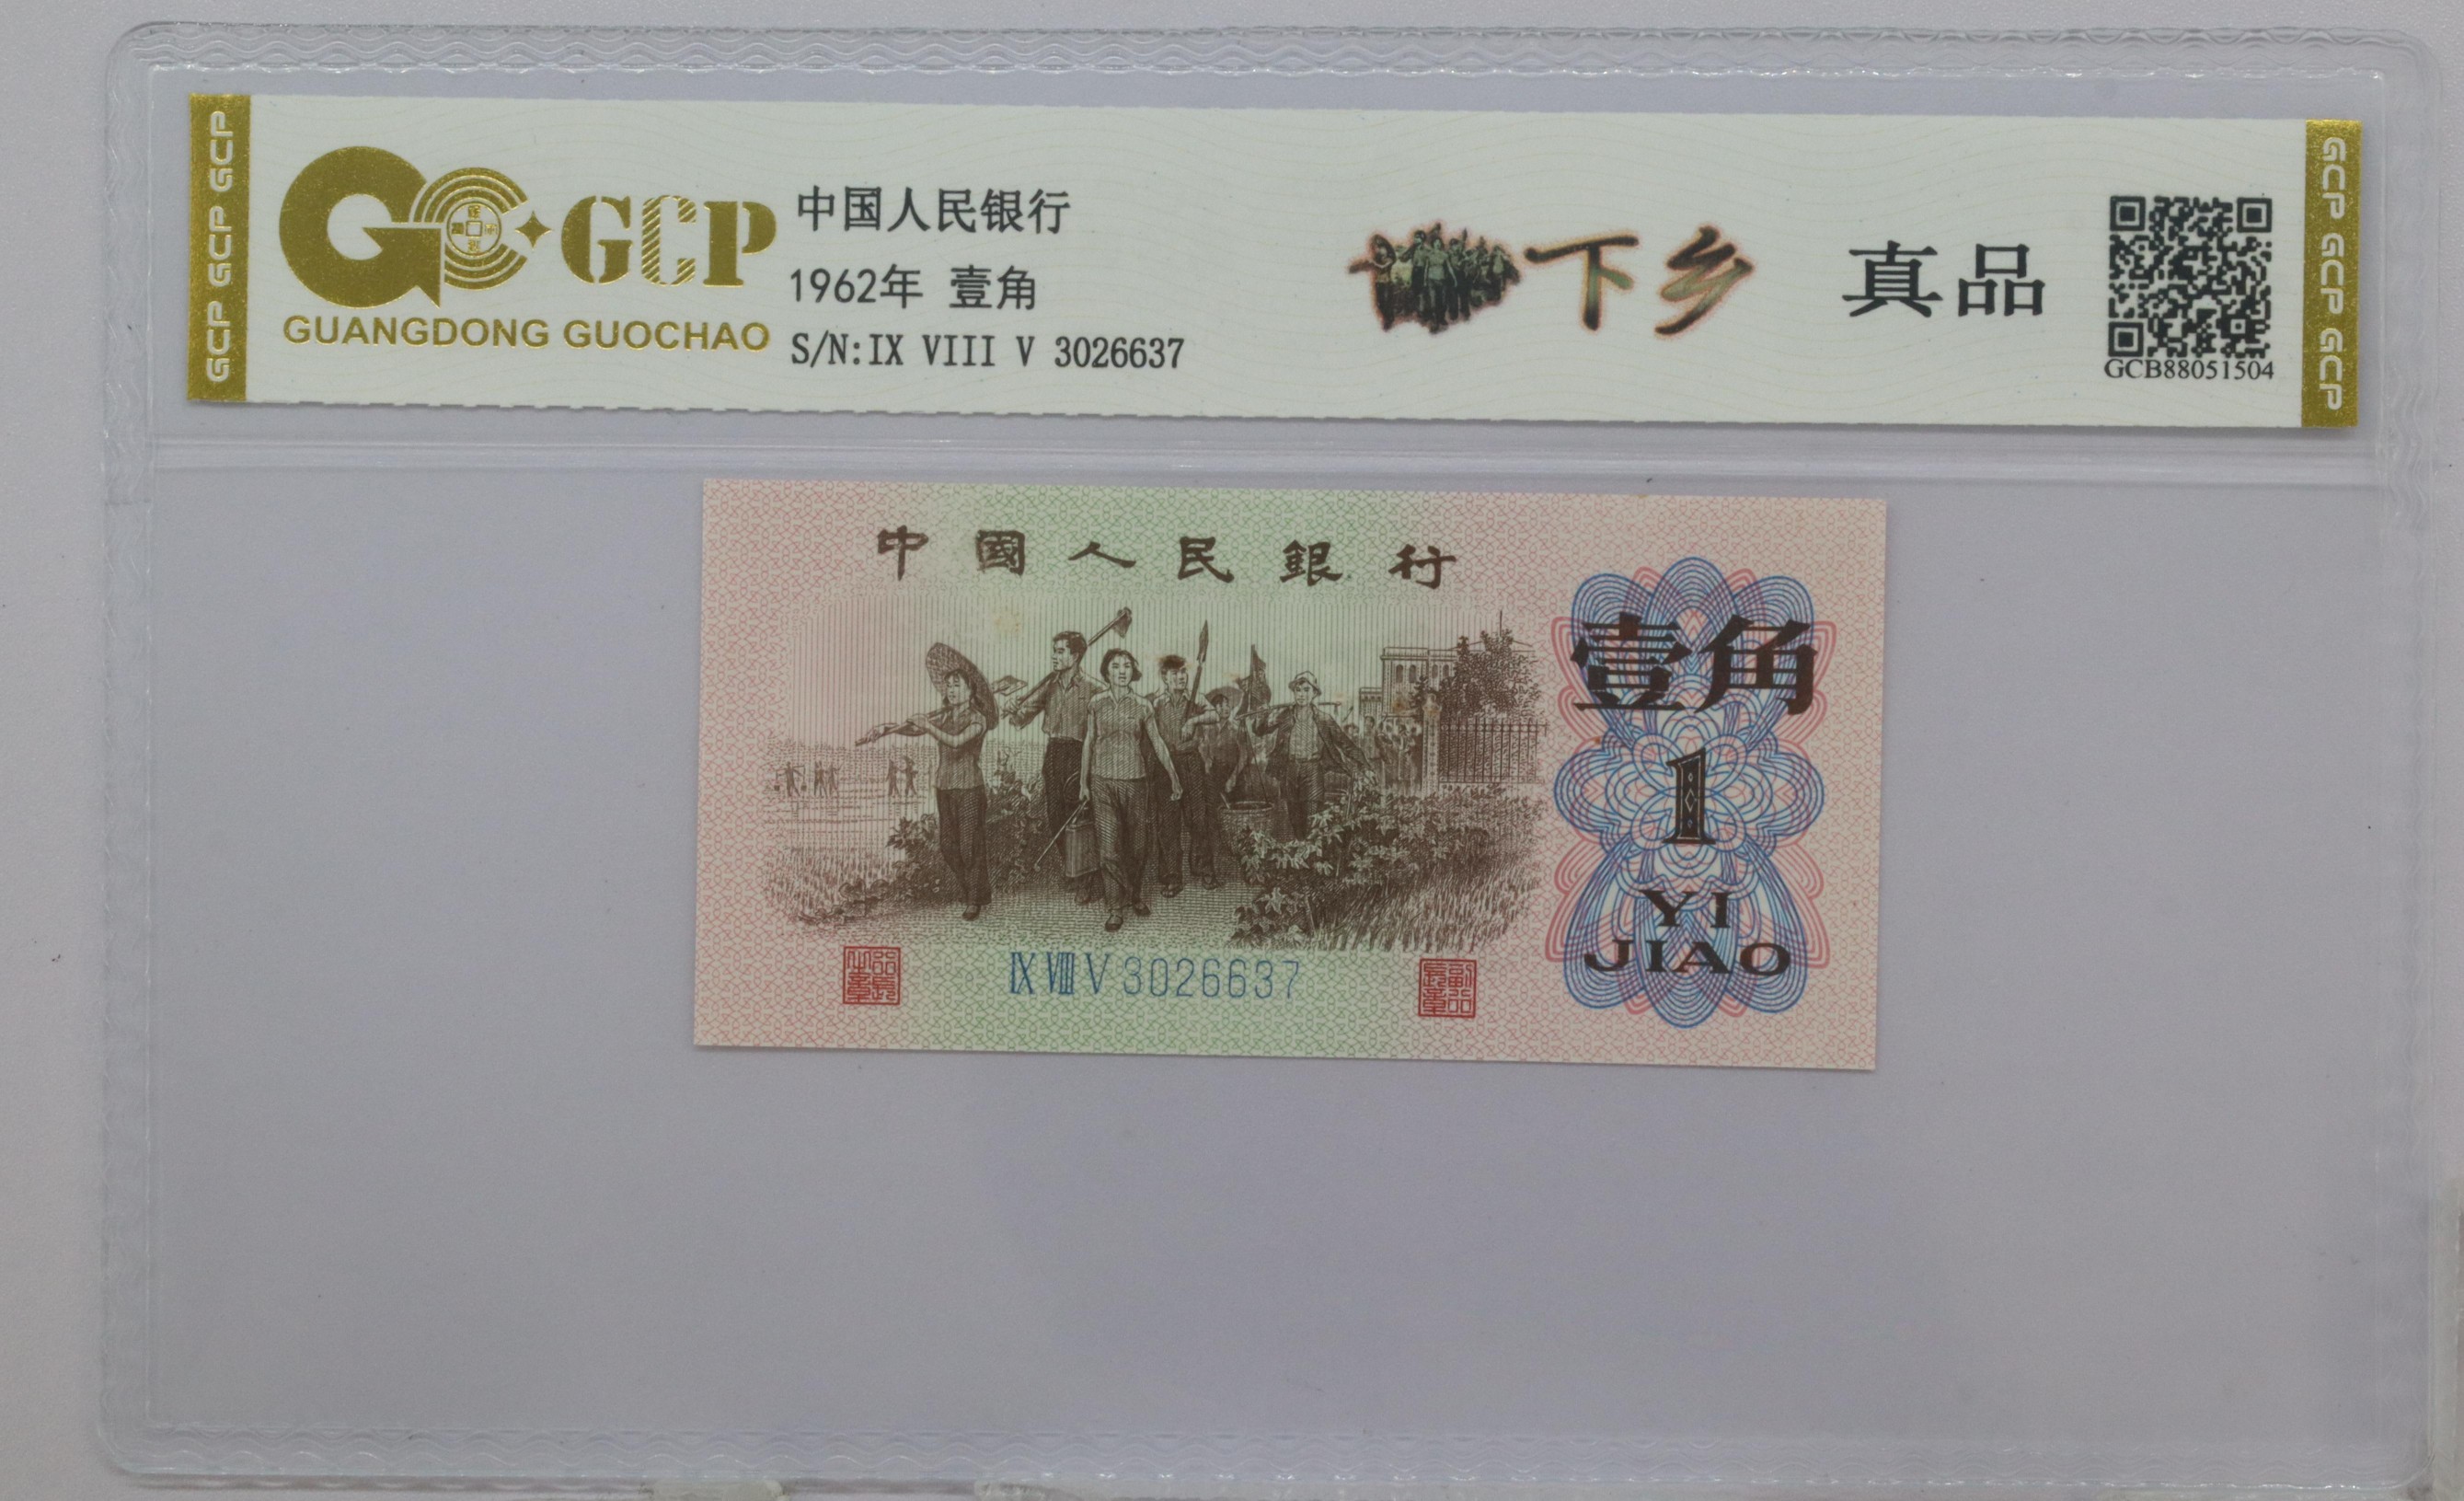 GCP GCP GCP
GCP
GUANGDONG GUOCHAO
中国人民银行
1962年 壹角
S/N:IX VIII V 3026637
下乡
真品
GCB88051504
GCP GCP GCP
中國人民銀行
壹角
1
YI
JIAO
IX VIII V 3026637